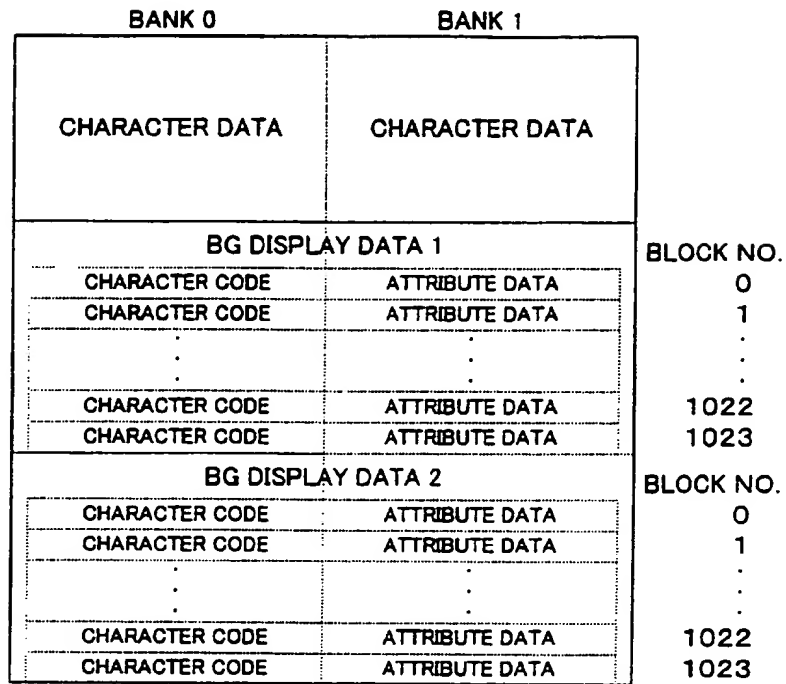 BANK 0 BANK 1
CHARACTER DATA CHARACTER DATA
BG DISPLAY DATA 1 BLOCK NO.
CHARACTER CODE ATTRIBUTE DATA 0
CHARACTER CODE ATTRIBUTE DATA 1
. . .
. . .
CHARACTER CODE ATTRIBUTE DATA 1022
CHARACTER CODE ATTRIBUTE DATA 1023
BG DISPLAY DATA 2 BLOCK NO.
CHARACTER CODE ATTRIBUTE DATA 0
CHARACTER CODE ATTRIBUTE DATA 1
. . .
. . .
CHARACTER CODE ATTRIBUTE DATA 1022
CHARACTER CODE ATTRIBUTE DATA 1023